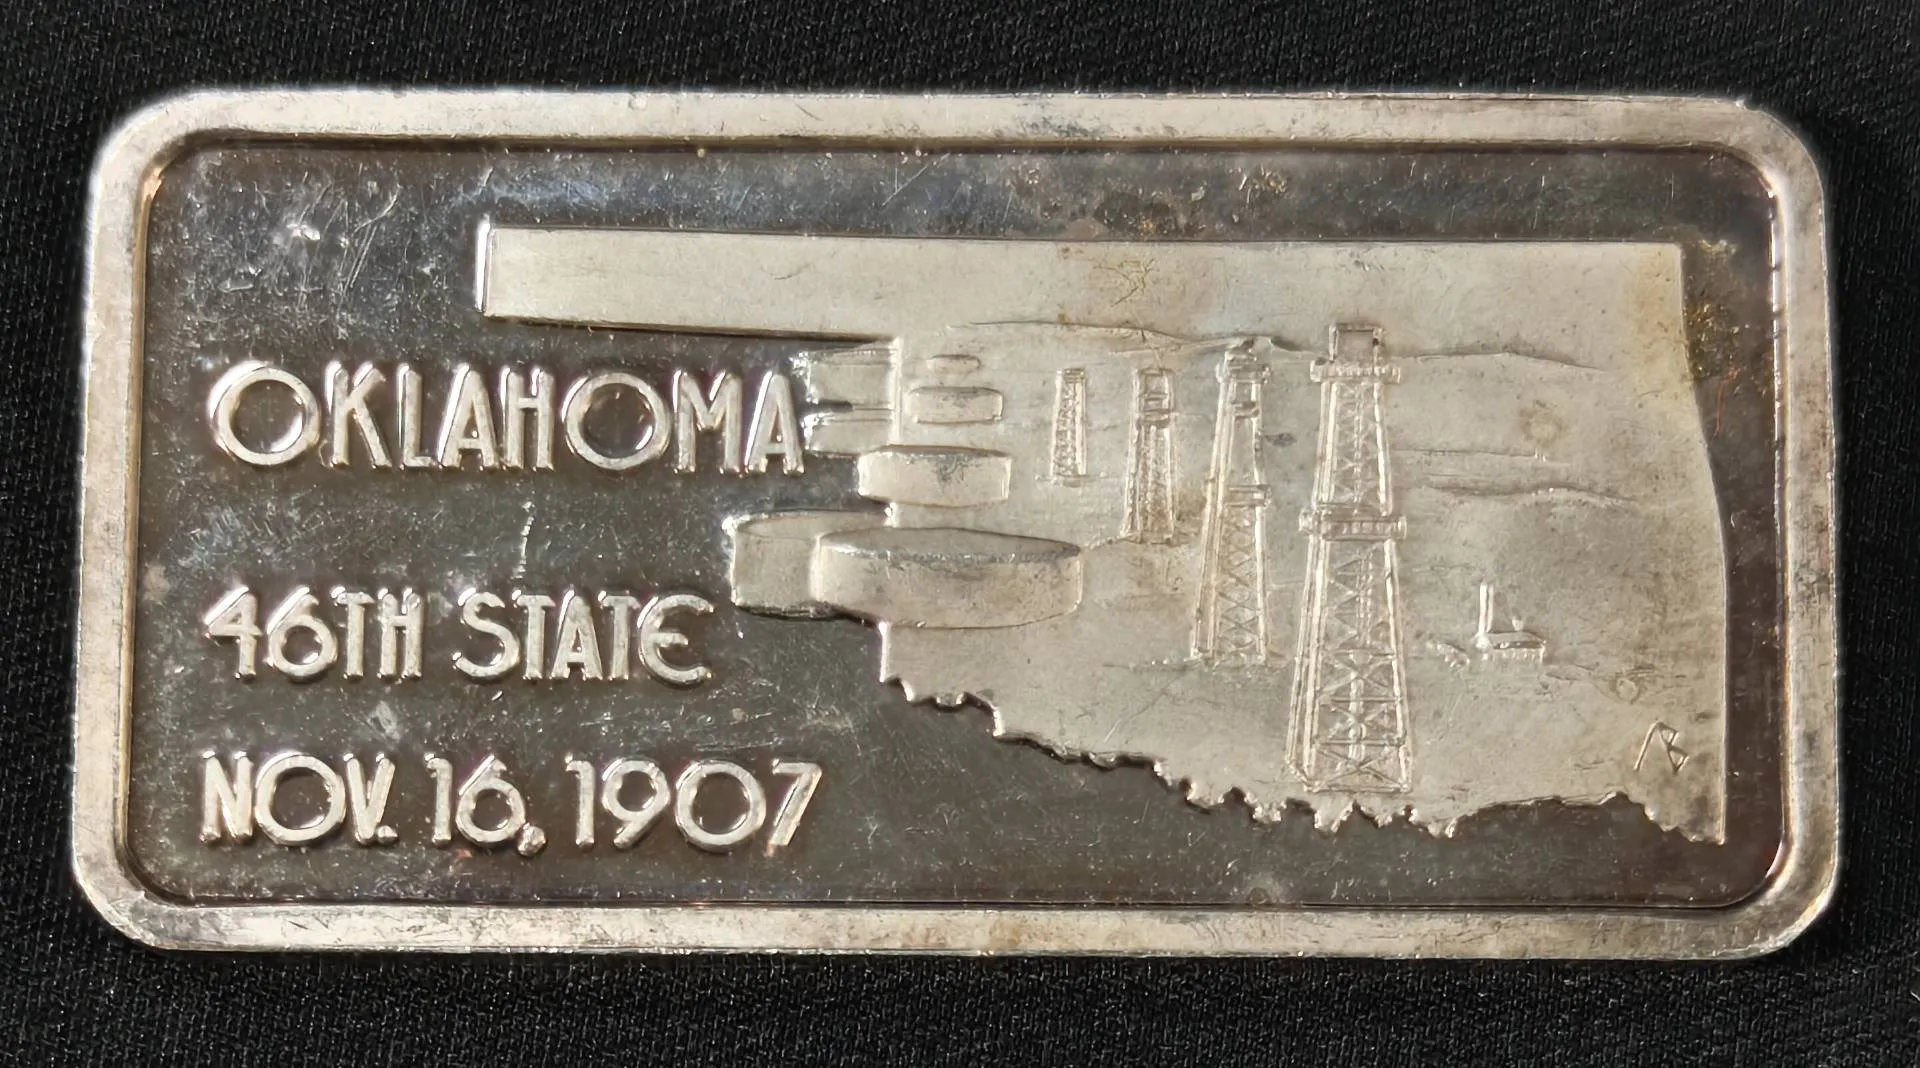 OKLAHOMA
46TH STATE
NOV. 16, 1907